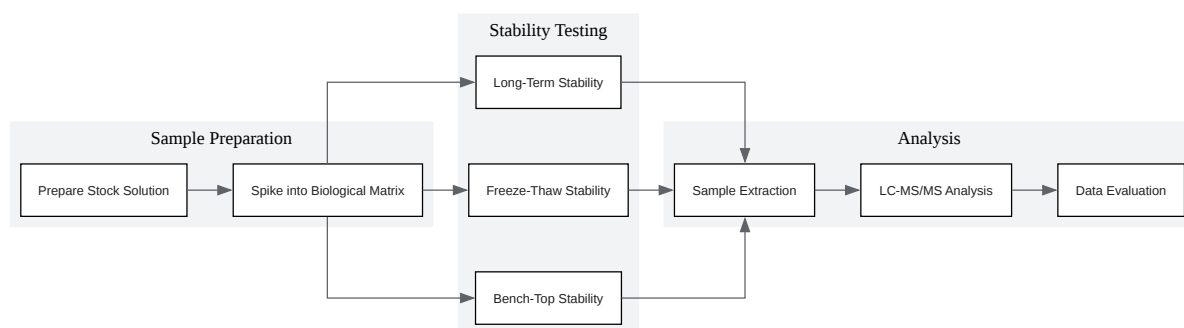 Stability Testing
Long-Term Stability
Sample Preparation
Analysis
Prepare Stock Solution
Spike into Biological Matrix
Freeze-Thaw Stability
Sample Extraction
LC-MS/MS Analysis
Data Evaluation
Bench-Top Stability